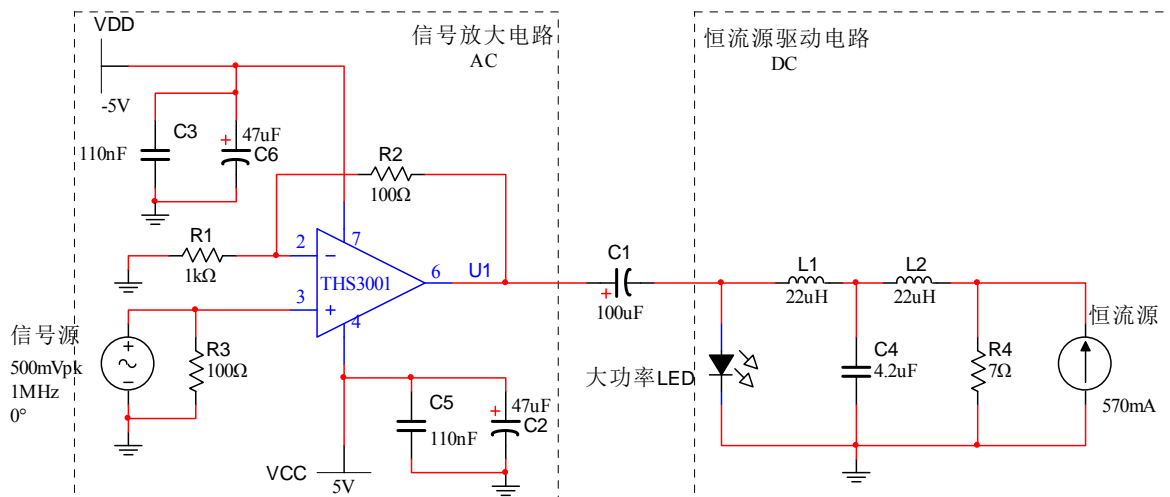 VDD
-5V
信号放大电路
AC
恒流源驱动电路
DC
C3
110nF
+
47uF
C6
R2
100Ω
R1
1kΩ
2
7
−
THS3001
6
U1
3
+
4
信号源
500mVpk
1MHz
0°
+
−
R3
100Ω
C1
+
100uF
L1
22uH
L2
22uH
恒流源
大功率LED
C4
4.2uF
R4
7Ω
570mA
C5
110nF
47uF
+
C2
VCC
5V